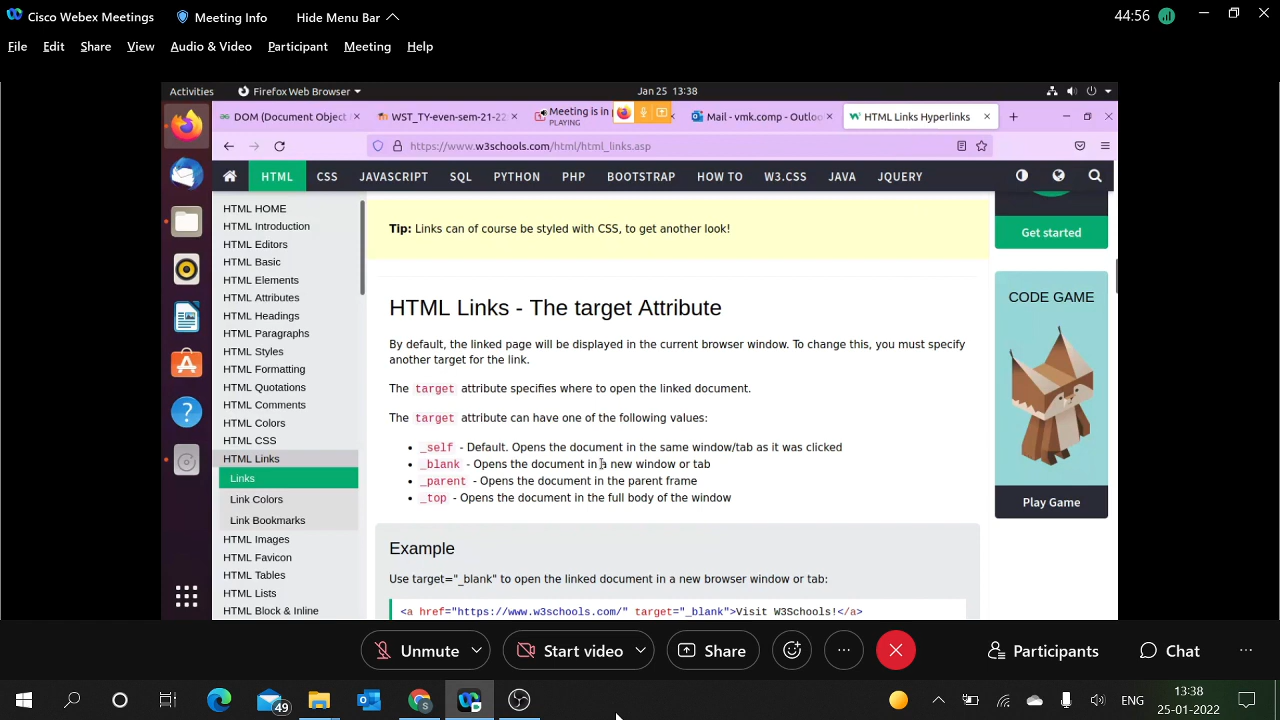 Cisco Webex Meetings Meeting Info Hide Menu Bar 44:56
File Edit Share View Audio & Video Participant Meeting Help
Activities Firefox Web Browser Jan 25 13:38
DOM (Document Object WST_TY-even-sem-21-22 Meeting is in p Mail - vmk.comp - Outloo HTML Links Hyperlinks
PLAYING
https://www.w3schools.com/html/html_links.asp
HTML CSS JAVASCRIPT SQL PYTHON PHP BOOTSTRAP HOW TO W3.CSS JAVA JQUERY
HTML HOME
HTML Introduction
HTML Editors
HTML Basic
HTML Elements
HTML Attributes
HTML Headings
HTML Paragraphs
HTML Styles
HTML Formatting
HTML Quotations
HTML Comments
HTML Colors
HTML CSS
HTML Links
Links
Link Colors
Link Bookmarks
HTML Images
HTML Favicon
HTML Tables
HTML Lists
HTML Block & Inline
Tip: Links can of course be styled with CSS, to get another look!
HTML Links - The target Attribute
By default, the linked page will be displayed in the current browser window. To change this, you must specify
another target for the link.
The target attribute specifies where to open the linked document.
The target attribute can have one of the following values:
• _self - Default. Opens the document in the same window/tab as it was clicked
• _blank - Opens the document in a new window or tab
• _parent - Opens the document in the parent frame
• _top - Opens the document in the full body of the window
Example
Use target="_blank" to open the linked document in a new browser window or tab:
<a href="https://www.w3schools.com/" target="_blank">Visit W3Schools!</a>
Get started
CODE GAME
Play Game
Unmute Start video Share Participants Chat
49 S ENG 13:38
25-01-2022